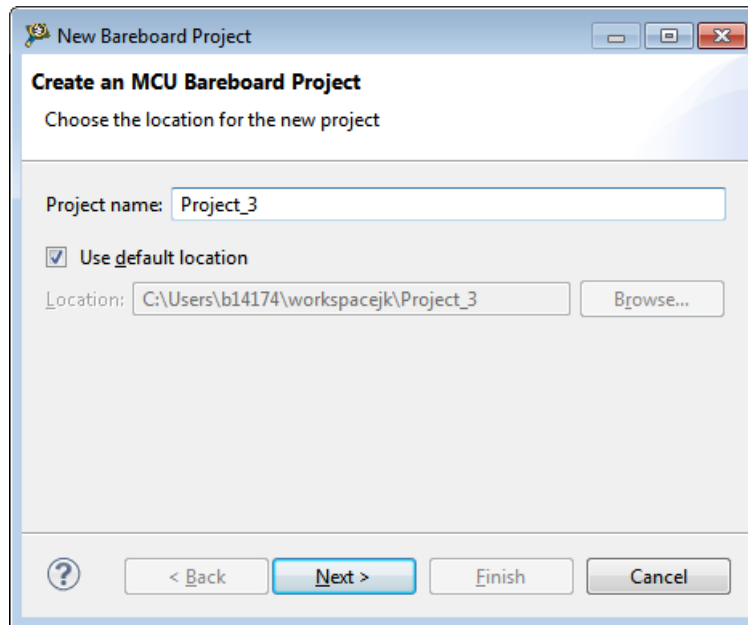 New Bareboard Project
Create an MCU Bareboard Project
Choose the location for the new project
Project name: Project_3
Use default location
Location: C:\Users\b14174\workspacejk\Project_3 Browse...
? < Back Next > Finish Cancel